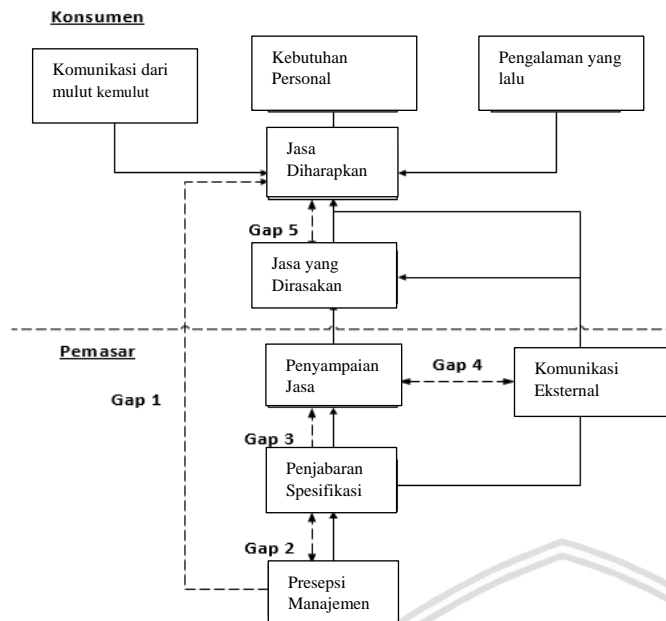 Konsumen
Komunikasi dari
mulut kemulut
Kebutuhan
Personal
Pengalaman yang
lalu
Jasa
Diharapkan
Gap 5
Jasa yang
Dirasakan
Pemasar
Penyampaian
Jasa
Gap 4
Komunikasi
Eksternal
Gap 1
Gap 3
Penjabaran
Spesifikasi
Gap 2
Presepsi
Manajemen